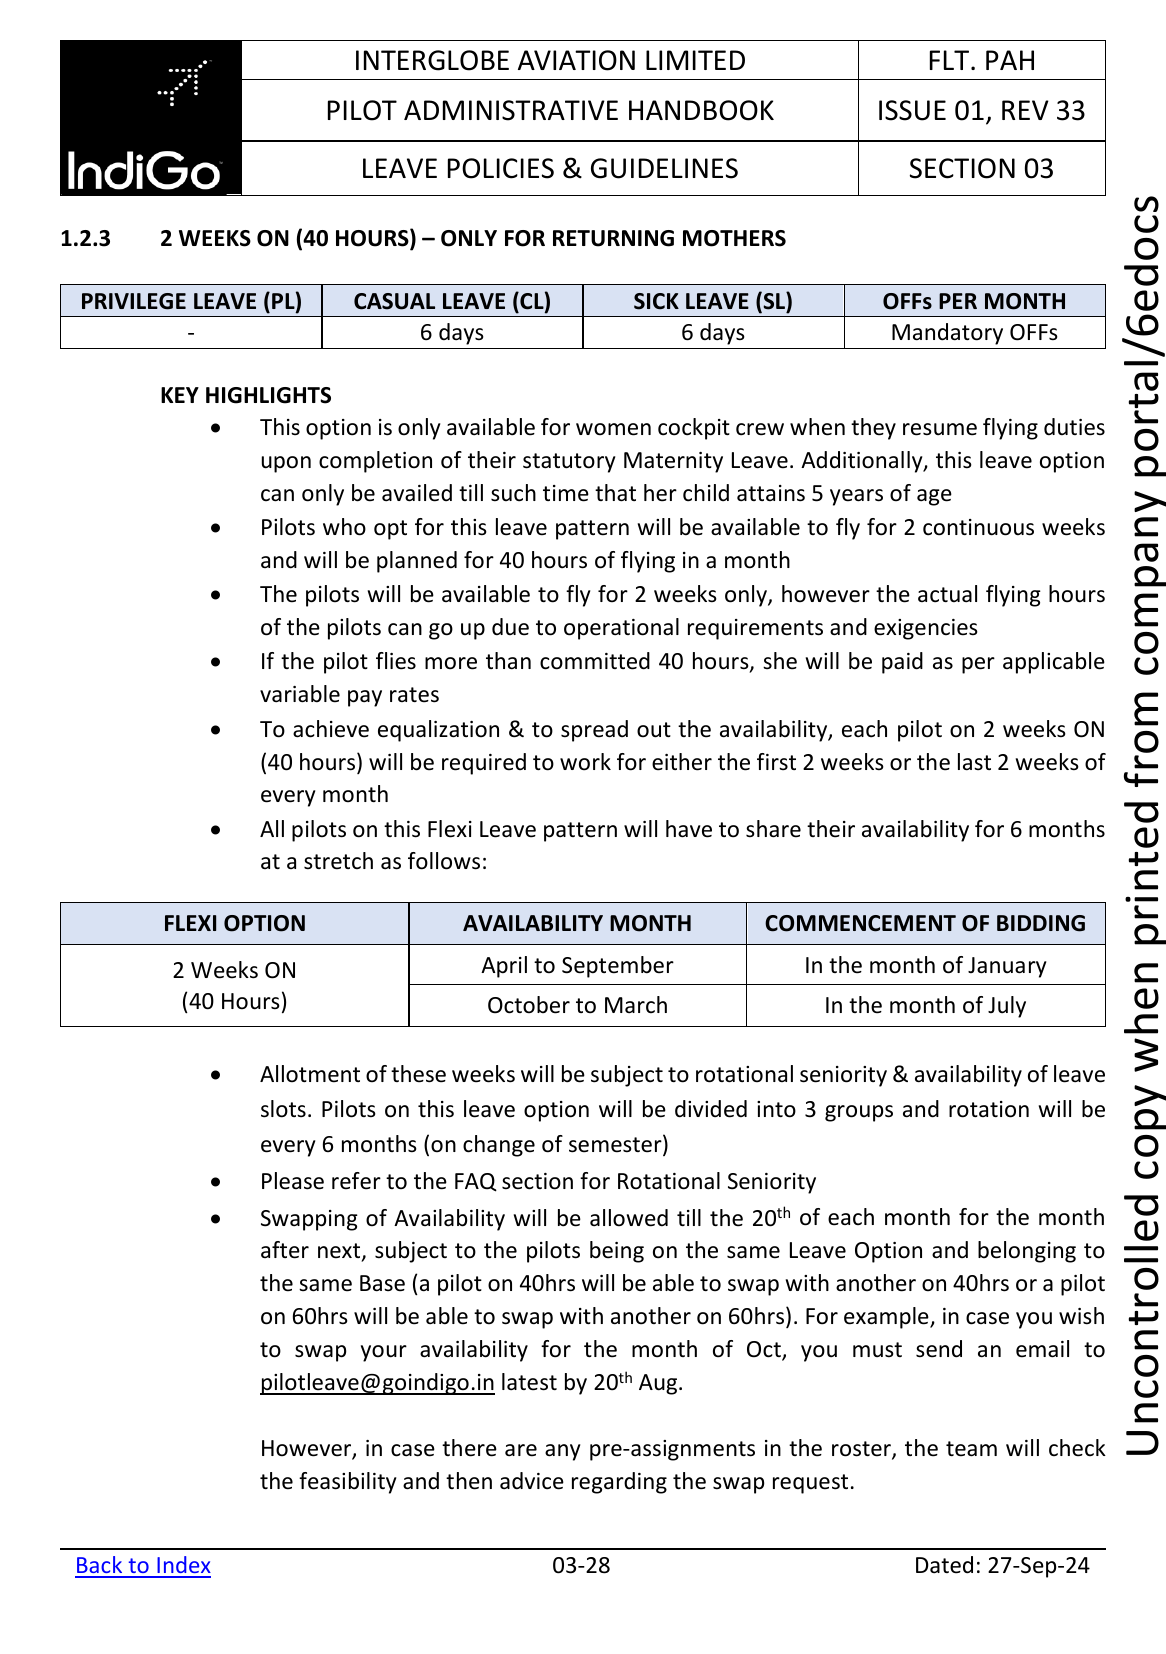 INTERGLOBE AVIATION LIMITED
FLT. PAH
PILOT ADMINISTRATIVE HANDBOOK
ISSUE 01, REV 33
IndiGo
LEAVE POLICIES & GUIDELINES
SECTION 03
1.2.3 2 WEEKS ON (40 HOURS) – ONLY FOR RETURNING MOTHERS
PRIVILEGE LEAVE (PL) CASUAL LEAVE (CL) SICK LEAVE (SL) OFFs PER MONTH
- 6 days 6 days Mandatory OFFs
KEY HIGHLIGHTS
• This option is only available for women cockpit crew when they resume flying duties
upon completion of their statutory Maternity Leave. Additionally, this leave option
can only be availed till such time that her child attains 5 years of age
• Pilots who opt for this leave pattern will be available to fly for 2 continuous weeks
and will be planned for 40 hours of flying in a month
• The pilots will be available to fly for 2 weeks only, however the actual flying hours
of the pilots can go up due to operational requirements and exigencies
• If the pilot flies more than committed 40 hours, she will be paid as per applicable
variable pay rates
• To achieve equalization & to spread out the availability, each pilot on 2 weeks ON
(40 hours) will be required to work for either the first 2 weeks or the last 2 weeks of
every month
• All pilots on this Flexi Leave pattern will have to share their availability for 6 months
at a stretch as follows:
FLEXI OPTION AVAILABILITY MONTH COMMENCEMENT OF BIDDING
2 Weeks ON
(40 Hours)
April to September In the month of January
October to March In the month of July
• Allotment of these weeks will be subject to rotational seniority & availability of leave
slots. Pilots on this leave option will be divided into 3 groups and rotation will be
every 6 months (on change of semester)
• Please refer to the FAQ section for Rotational Seniority
• Swapping of Availability will be allowed till the 20th of each month for the month
after next, subject to the pilots being on the same Leave Option and belonging to
the same Base (a pilot on 40hrs will be able to swap with another on 40hrs or a pilot
on 60hrs will be able to swap with another on 60hrs). For example, in case you wish
to swap your availability for the month of Oct, you must send an email to
pilotleave@goindigo.in latest by 20th Aug.
However, in case there are any pre-assignments in the roster, the team will check
the feasibility and then advice regarding the swap request.
Back to Index 03-28 Dated: 27-Sep-24
Uncontrolled copy when printed from company portal/6edocs